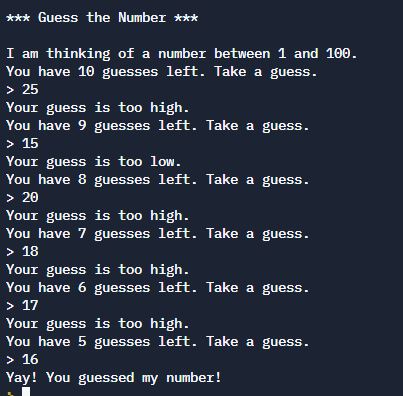 *** Guess the Number ***
I am thinking of a number between 1 and 100.
You have 10 guesses left. Take a guess.
> 25
Your guess is too high.
You have 9 guesses left. Take a guess.
> 15
Your guess is too low.
You have 8 guesses left. Take a guess.
> 20
Your guess is too high.
You have 7 guesses left. Take a guess.
> 18
Your guess is too high.
You have 6 guesses left. Take a guess.
> 17
Your guess is too high.
You have 5 guesses left. Take a guess.
> 16
Yay! You guessed my number!